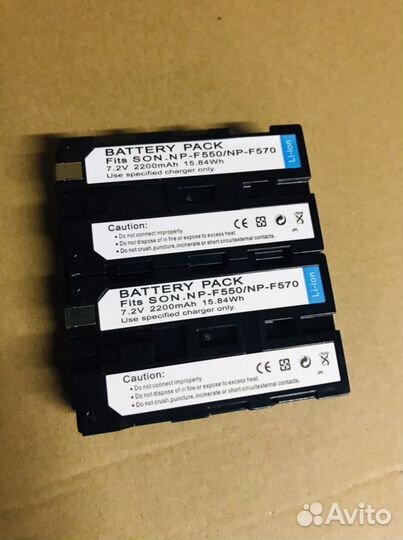 BATTERY PACK
Fits SON.NP-F550/NP-F570
7.2V 2200mAh 15.84Wh
Use specified charger only
Li-Ion
Caution:
• Do not connect improperly
• Do not dispose of in fire or expose to excessive heat
• Do not crush, puncture, incinerate or short circuit/external contacts
JH.
BATTERY PACK
Fits SON.NP-F550/NP-F570
7.2V 2200mAh 15.84Wh
Use specified charger only
Li-Ion
Caution:
• Do not connect improperly
• Do not dispose of in fire or expose to excessive heat
• Do not crush, puncture, incinerate or short circuit/external contacts
JH.
Avito